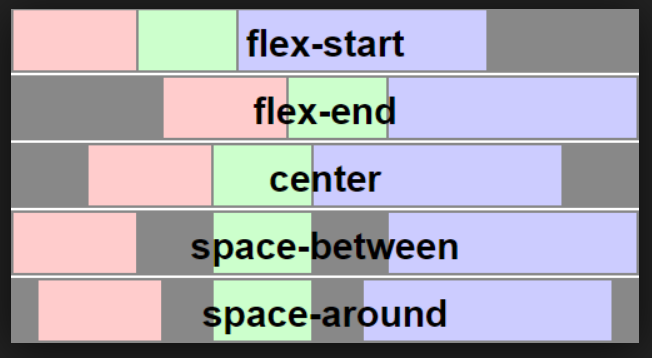 flex-start
flex-end
center
space-between
space-around